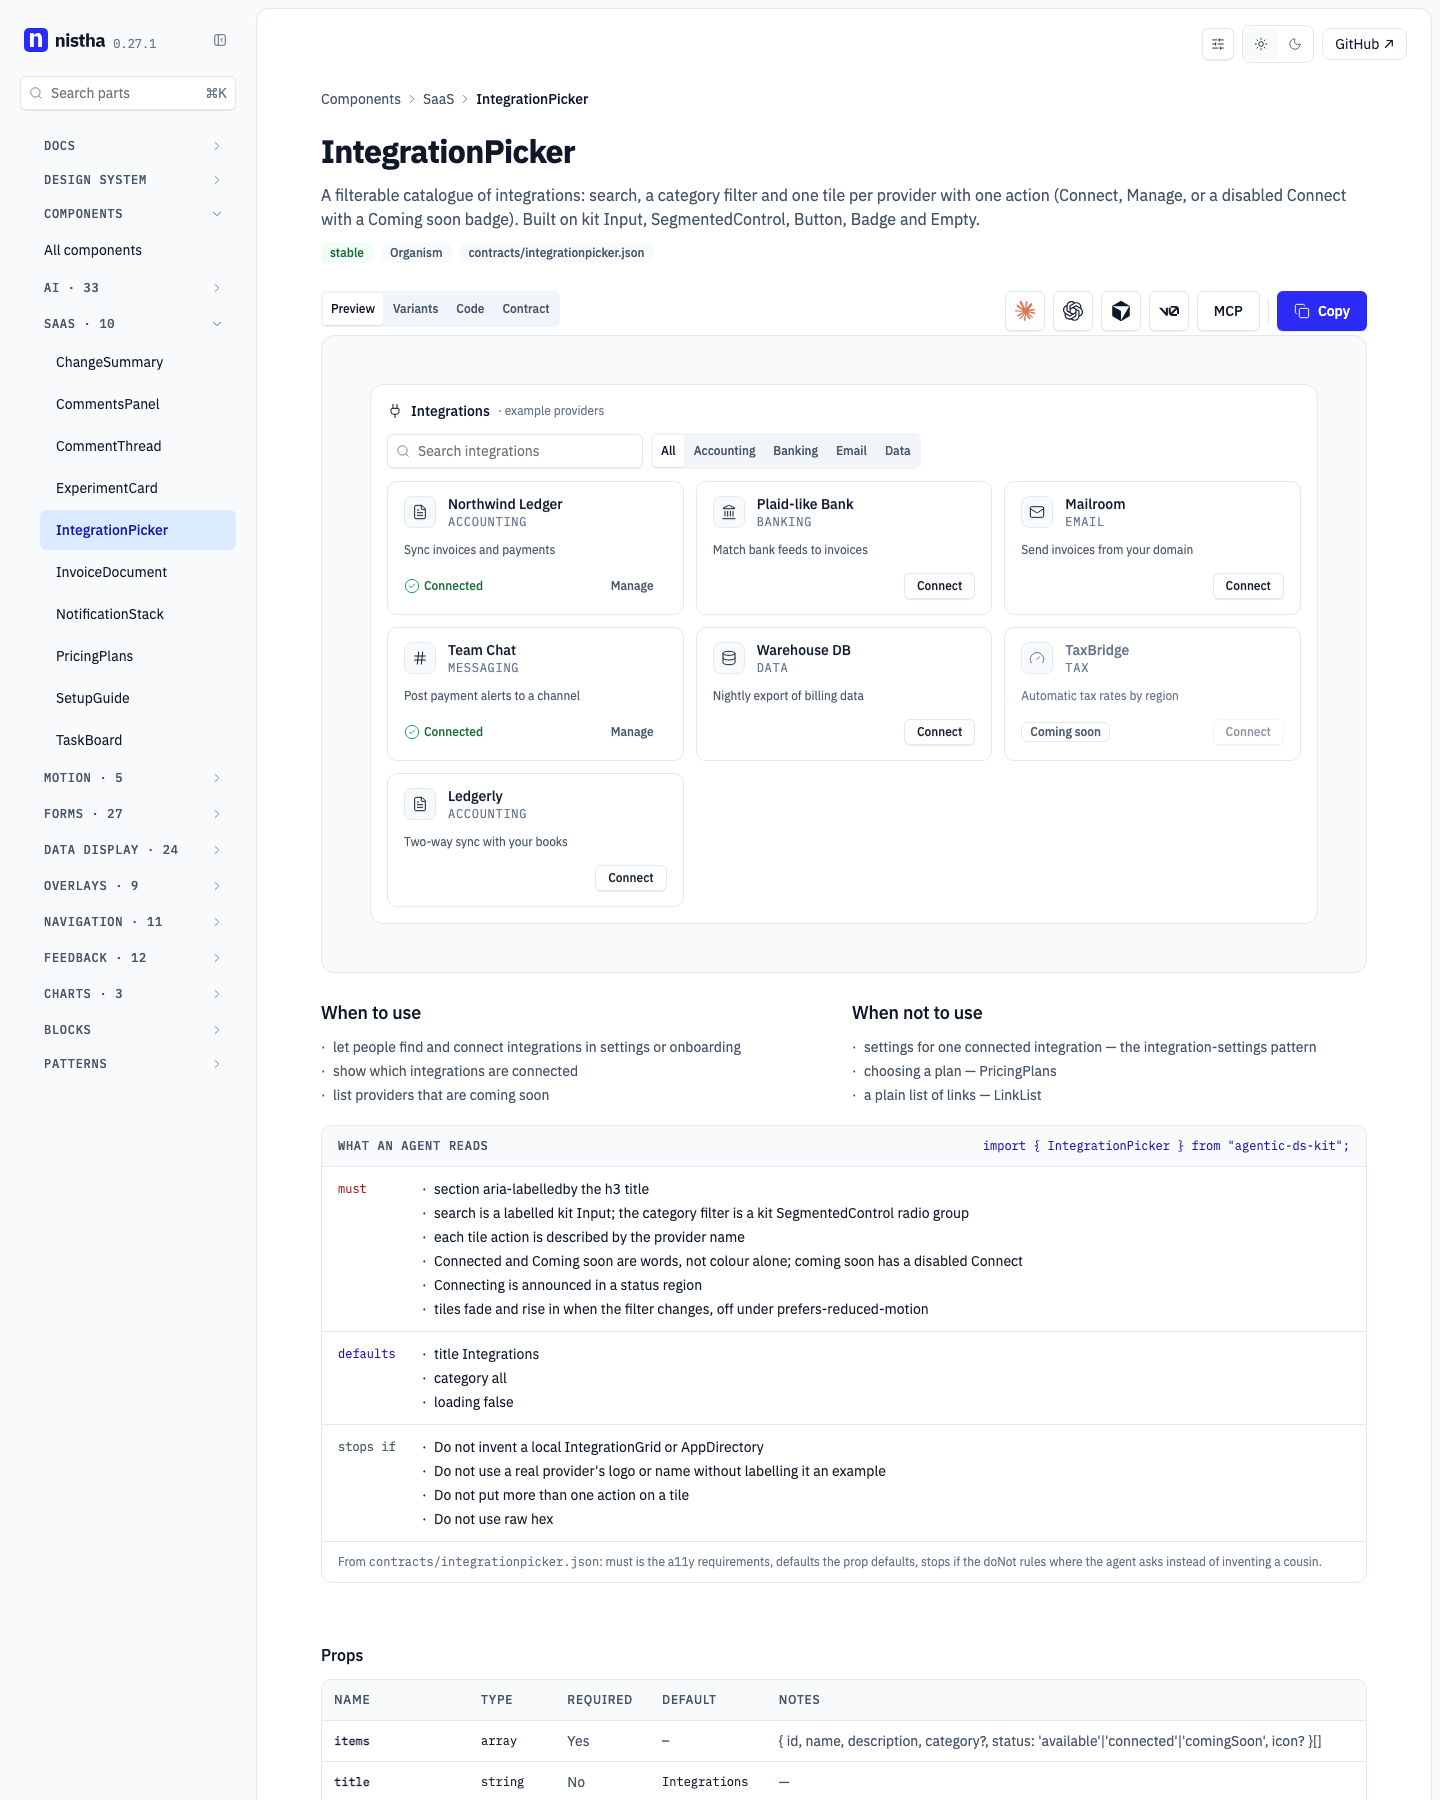 n nistha 0.27.1
Search parts ⌘K
DOCS
DESIGN SYSTEM
COMPONENTS
All components
AI · 33
SAAS · 10
ChangeSummary
CommentsPanel
CommentThread
ExperimentCard
IntegrationPicker
InvoiceDocument
NotificationStack
PricingPlans
SetupGuide
TaskBoard
MOTION · 5
FORMS · 27
DATA DISPLAY · 24
OVERLAYS · 9
NAVIGATION · 11
FEEDBACK · 12
CHARTS · 3
BLOCKS
PATTERNS
GitHub ↗
Components > SaaS > IntegrationPicker
IntegrationPicker
A filterable catalogue of integrations: search, a category filter and one tile per provider with one action (Connect, Manage, or a disabled Connect
with a Coming soon badge). Built on kit Input, SegmentedControl, Button, Badge and Empty.
stable Organism contracts/integrationpicker.json
Preview Variants Code Contract
v0 MCP Copy
Integrations · example providers
Search integrations All Accounting Banking Email Data
Northwind Ledger
ACCOUNTING
Sync invoices and payments
Connected Manage
Plaid-like Bank
BANKING
Match bank feeds to invoices
Connect
Mailroom
EMAIL
Send invoices from your domain
Connect
Team Chat
MESSAGING
Post payment alerts to a channel
Connected Manage
Warehouse DB
DATA
Nightly export of billing data
Connect
TaxBridge
TAX
Automatic tax rates by region
Coming soon Connect
Ledgerly
ACCOUNTING
Two-way sync with your books
Connect
When to use
· let people find and connect integrations in settings or onboarding
· show which integrations are connected
· list providers that are coming soon
When not to use
· settings for one connected integration — the integration-settings pattern
· choosing a plan — PricingPlans
· a plain list of links — LinkList
WHAT AN AGENT READS import { IntegrationPicker } from "agentic-ds-kit";
must · section aria-labelledby the h3 title
· search is a labelled kit Input; the category filter is a kit SegmentedControl radio group
· each tile action is described by the provider name
· Connected and Coming soon are words, not colour alone; coming soon has a disabled Connect
· Connecting is announced in a status region
· tiles fade and rise in when the filter changes, off under prefers-reduced-motion
defaults · title Integrations
· category all
· loading false
stops if · Do not invent a local IntegrationGrid or AppDirectory
· Do not use a real provider's logo or name without labelling it an example
· Do not put more than one action on a tile
· Do not use raw hex
From contracts/integrationpicker.json: must is the a11y requirements, defaults the prop defaults, stops if the doNot rules where the agent asks instead of inventing a cousin.
Props
NAME TYPE REQUIRED DEFAULT NOTES
items array Yes — { id, name, description, category?, status: 'available'|'connected'|'comingSoon', icon? }[]
title string No Integrations —